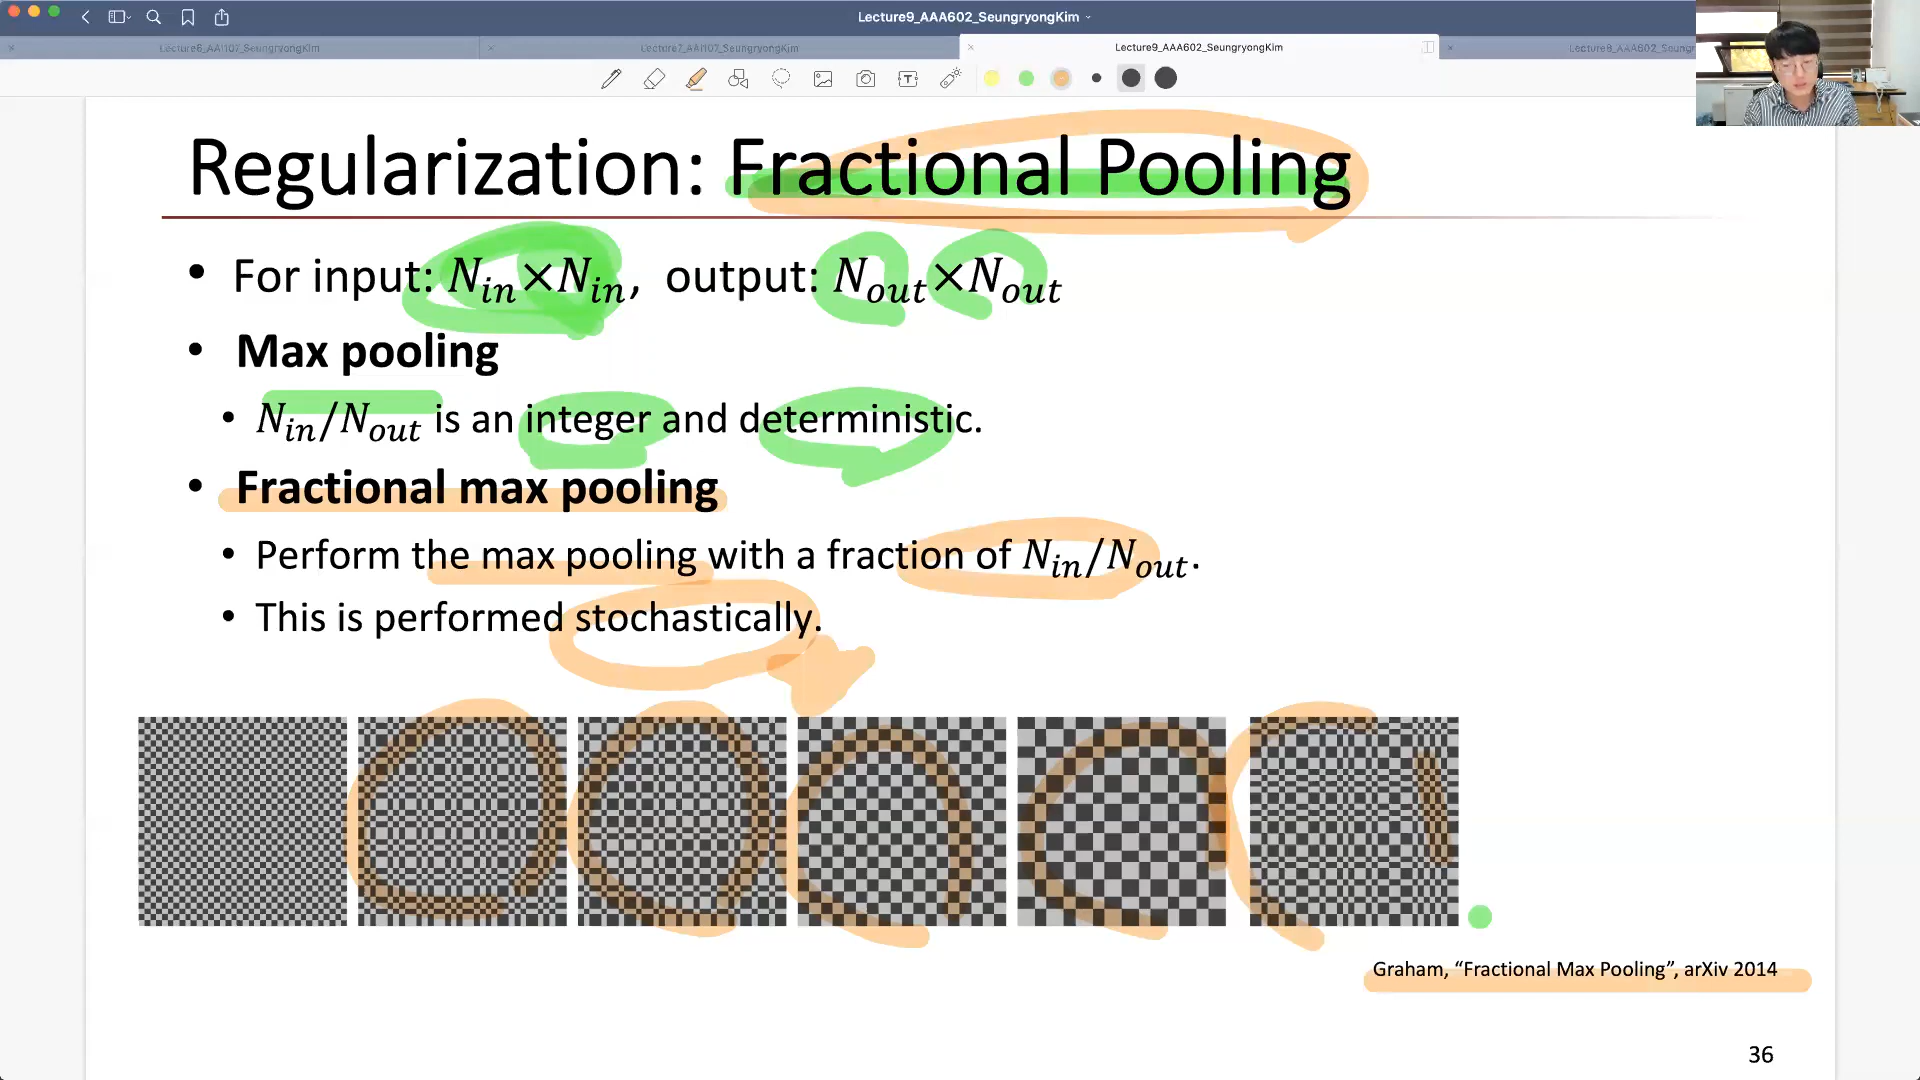 Lecture9_AAA602_SeungryongKim
Lecture7_AAI107_SeungryongKim
Lecture9_AAA602_SeungryongKim
Regularization: Fractional Pooling
• For input: N_in×N_in, output: N_out×N_out
• Max pooling
• N_in/N_out is an integer and deterministic.
• Fractional max pooling
• Perform the max pooling with a fraction of N_in/N_out.
• This is performed stochastically.
Graham, “Fractional Max Pooling”, arXiv 2014
36